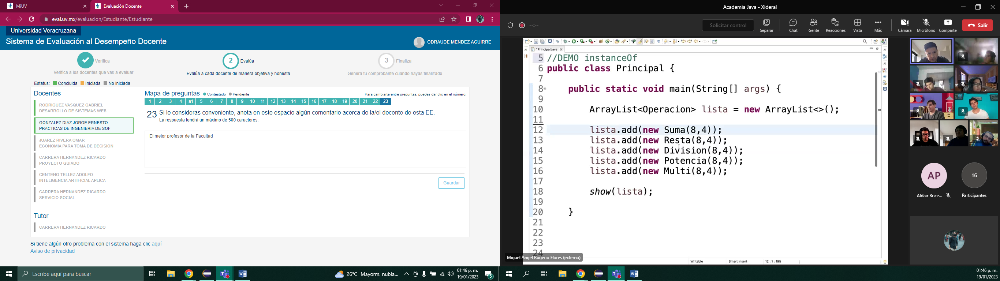 MiUV
Evaluación Docente
eval.uv.mx/evaluacion/Estudiante/Estudiante
Universidad Veracruzana
Sistema de Evaluación al Desempeño Docente
ODRAUDE MENDEZ AGUIRRE
Verifica
Verifica a los docentes que vas a evaluar
2 Evalúa
Evalúa a cada docente de manera objetiva y honesta
3 Finaliza
Genera tu comprobante cuando hayas finalizado
Estatus: Concluida Iniciada No iniciada
Docentes
RODRIGUEZ VASQUEZ GABRIEL
DESARROLLO DE SISTEMAS WEB
GONZALEZ DIAZ JORGE ERNESTO
PRACTICAS DE INGENIERIA DE SOF
JUAREZ RIVERA OMAR
ECONOMIA PARA TOMA DE DECISION
CARRERA HERNANDEZ RICARDO
PROYECTO GUIADO
CENTENO TELLEZ ADOLFO
INTELIGENCIA ARTIFICIAL APLICA
CARRERA HERNANDEZ RICARDO
SERVICIO SOCIAL
Tutor
CARRERA HERNANDEZ RICARDO
Mapa de preguntas Contestado Pendiente
Para cambiarte entre preguntas, puedes dar clic en el número.
1 2 3 4 a1 5 6 7 8 9 10 11 12 13 14 15 16 17 18 19 20 21 22 23
23 Si lo consideras conveniente, anota en este espacio algún comentario acerca de la/el docente de esta EE.
La respuesta tendrá un máximo de 500 caracteres.
El mejor profesor de la Facultad
Guardar
Si tiene algún otro problema con el sistema haga clic aquí
Aviso de privacidad
Escribe aquí para buscar
26°C Mayorm. nubla...
01:46 p. m.
19/01/2023
5
Academia Java - Xideral
--:--
Solicitar control
Separar
Chat
Gente
Reacciones
Vista
Más
Cámara
Micrófono
Comparte
Salir
*Principal.java
5 //DEMO instanceOf
6 public class Principal {
7
8 public static void main(String[] args) {
9
10 ArrayList<Operacion> lista = new ArrayList<>();
11
12 lista.add(new Suma(8,4));
13 lista.add(new Resta(8,4));
14 lista.add(new Division(8,4));
15 lista.add(new Potencia(8,4));
16 lista.add(new Multi(8,4));
17
18 show(lista);
19
20 }
21
22
23
24
Miguel Ángel Rugerio Flores (externo)
Writable
Smart Insert
12 : 1 : 195
AP
Aldair Brice...
16
Participantes
01:46 p. m.
19/01/2023